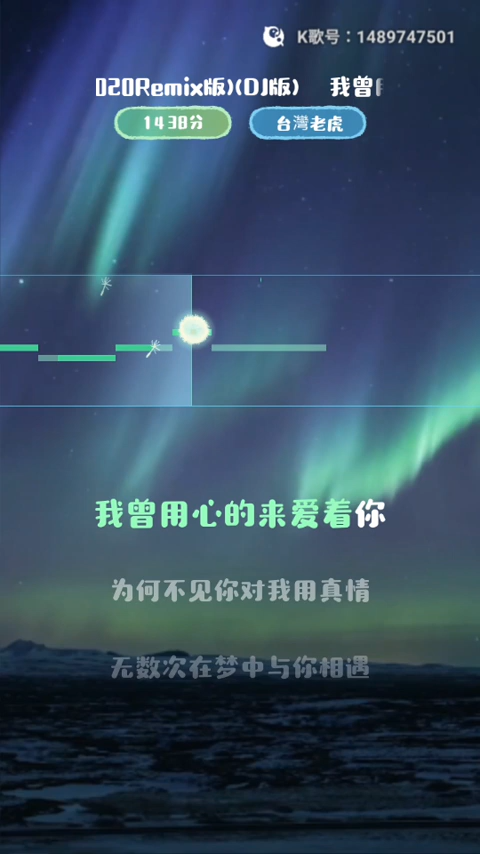 K歌号：1489747501
020Remix版)(DJ版) 我曾
1438分
台灣老虎
我曾用心的来爱着你
为何不见你对我用真情
无数次在梦中与你相遇